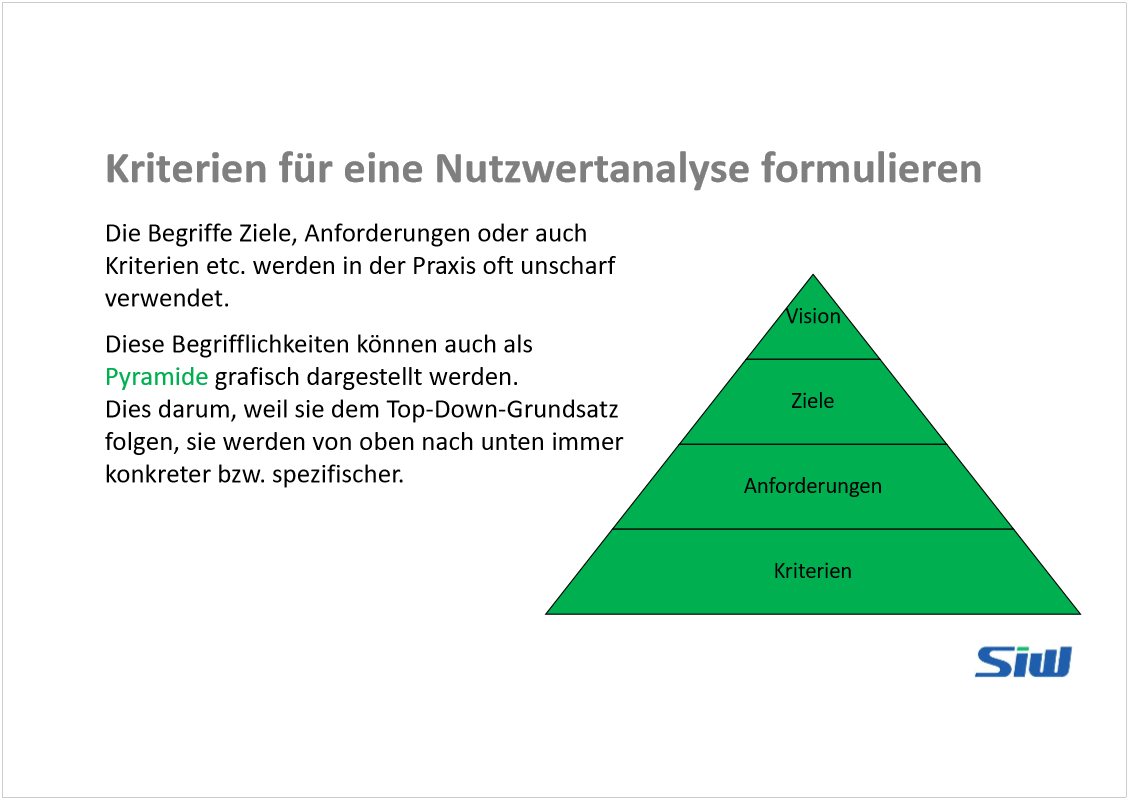 Kriterien für eine Nutzwertanalyse formulieren
Die Begriffe Ziele, Anforderungen oder auch
Kriterien etc. werden in der Praxis oft unscharf
verwendet.
Diese Begrifflichkeiten können auch als
Pyramide grafisch dargestellt werden.
Dies darum, weil sie dem Top-Down-Grundsatz
folgen, sie werden von oben nach unten immer
konkreter bzw. spezifischer.
Vision
Ziele
Anforderungen
Kriterien
Siw